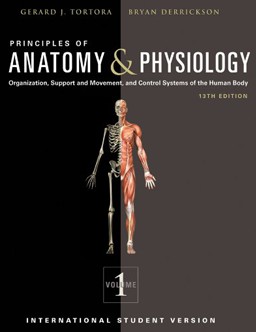 GERARD J. TORTORA BRYAN DERRICKSON
PRINCIPLES OF
ANATOMY & PHYSIOLOGY
Organization, Support and Movement, and Control Systems of the Human Body
13TH EDITION
VOLUME
1
INTERNATIONAL STUDENT VERSION